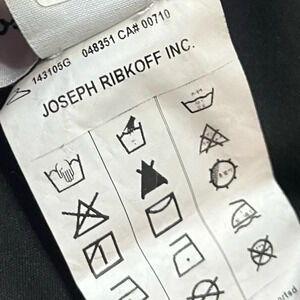 143105G 048351 CA# 00710
JOSEPH RIBKOFF INC.